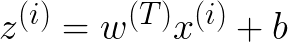 z^{(i)} = w^{(T)} x^{(i)} + b